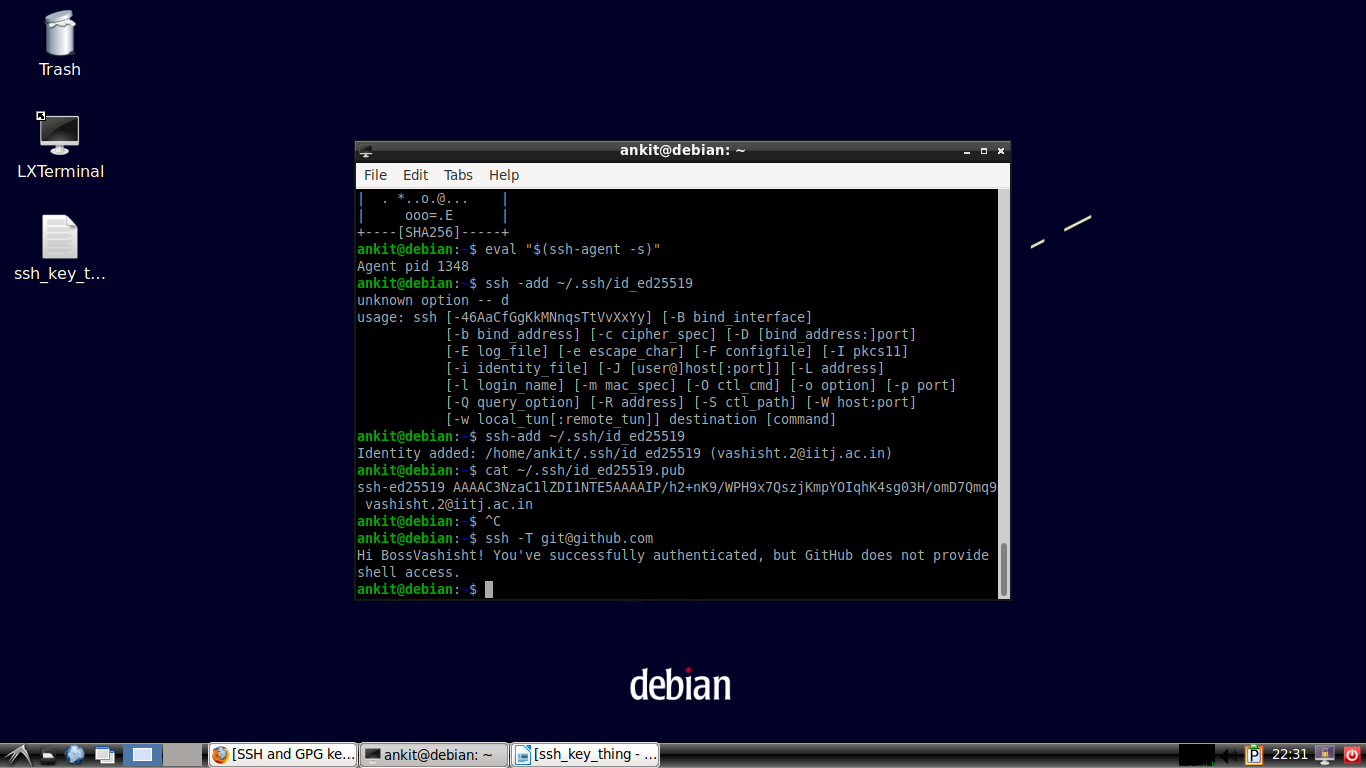 Trash
LXTerminal
ssh_key_t...
ankit@debian: ~
File Edit Tabs Help
|  . *..o.@...    |
|     ooo=.E      |
+----[SHA256]-----+
ankit@debian:~$ eval "$(ssh-agent -s)"
Agent pid 1348
ankit@debian:~$ ssh -add ~/.ssh/id_ed25519
unknown option -- d
usage: ssh [-46AaCfGgKkMNnqsTtVvXxYy] [-B bind_interface]
           [-b bind_address] [-c cipher_spec] [-D [bind_address:]port]
           [-E log_file] [-e escape_char] [-F configfile] [-I pkcs11]
           [-i identity_file] [-J [user@]host[:port]] [-L address]
           [-l login_name] [-m mac_spec] [-O ctl_cmd] [-o option] [-p port]
           [-Q query_option] [-R address] [-S ctl_path] [-W host:port]
           [-w local_tun[:remote_tun]] destination [command]
ankit@debian:~$ ssh-add ~/.ssh/id_ed25519
Identity added: /home/ankit/.ssh/id_ed25519 (vashisht.2@iitj.ac.in)
ankit@debian:~$ cat ~/.ssh/id_ed25519.pub
ssh-ed25519 AAAAC3NzaC1lZDI1NTE5AAAAIP/h2+nK9/WPH9x7QszjKmpYOIqhK4sg03H/omD7Qmq9
 vashisht.2@iitj.ac.in
ankit@debian:~$ ^C
ankit@debian:~$ ssh -T git@github.com
Hi BossVashisht! You've successfully authenticated, but GitHub does not provide
shell access.
ankit@debian:~$
debian
[SSH and GPG ke... ankit@debian: ~ [ssh_key_thing - ... P 22:31